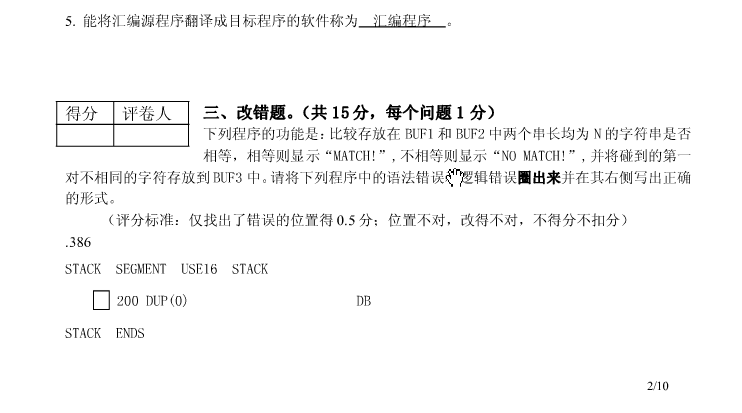 5. 能将汇编源程序翻译成目标程序的软件称为 汇编程序 。
得分 评卷人
三、改错题。（共 15 分，每个问题 1 分）
下列程序的功能是：比较存放在 BUF1 和 BUF2 中两个串长均为 N 的字符串是否
相等，相等则显示“MATCH!”，不相等则显示“NO MATCH!”，并将碰到的第一
对不相同的字符存放到 BUF3 中。请将下列程序中的语法错误 逻辑错误圈出来并在其右侧写出正确
的形式。
（评分标准：仅找出了错误的位置得 0.5 分；位置不对，改得不对，不得分不扣分）
.386
STACK SEGMENT USE16 STACK
200 DUP(0) DB
STACK ENDS
2/10